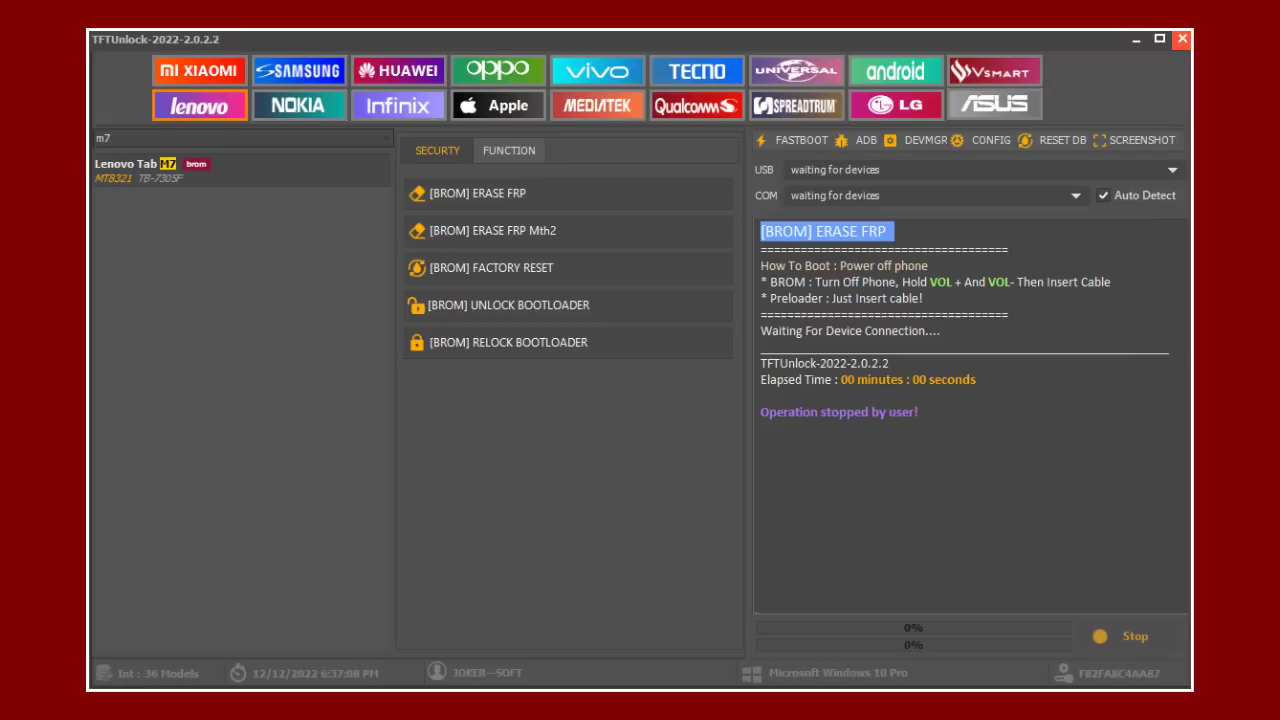 TFTUnlock-2022-2.0.2.2
mi XIAOMI SAMSUNG HUAWEI oppo vivo TECNO UNIVERSAL android VSMART
lenovo NOKIA Infinix Apple MEDIATEK Qualcomm SPREADTRUM LG ASUS
m7
Lenovo Tab M7 brom
MT8321 TB-7305F
SECURTY FUNCTION
[BROM] ERASE FRP
[BROM] ERASE FRP Mth2
[BROM] FACTORY RESET
[BROM] UNLOCK BOOTLOADER
[BROM] RELOCK BOOTLOADER
FASTBOOT ADB DEVMGR CONFIG RESET DB SCREENSHOT
USB waiting for devices
COM waiting for devices Auto Detect
[BROM] ERASE FRP
=====================================
How To Boot : Power off phone
* BROM : Turn Off Phone, Hold VOL + And VOL- Then Insert Cable
* Preloader : Just Insert cable!
=====================================
Waiting For Device Connection....
TFTUnlock-2022-2.0.2.2
Elapsed Time : 00 minutes : 00 seconds
Operation stopped by user!
0%
0%
Stop
Int : 36 Models 12/12/2022 6:37:08 PM JOKER—SOFT Microsoft Windows 10 Pro F82FA8C4AA87